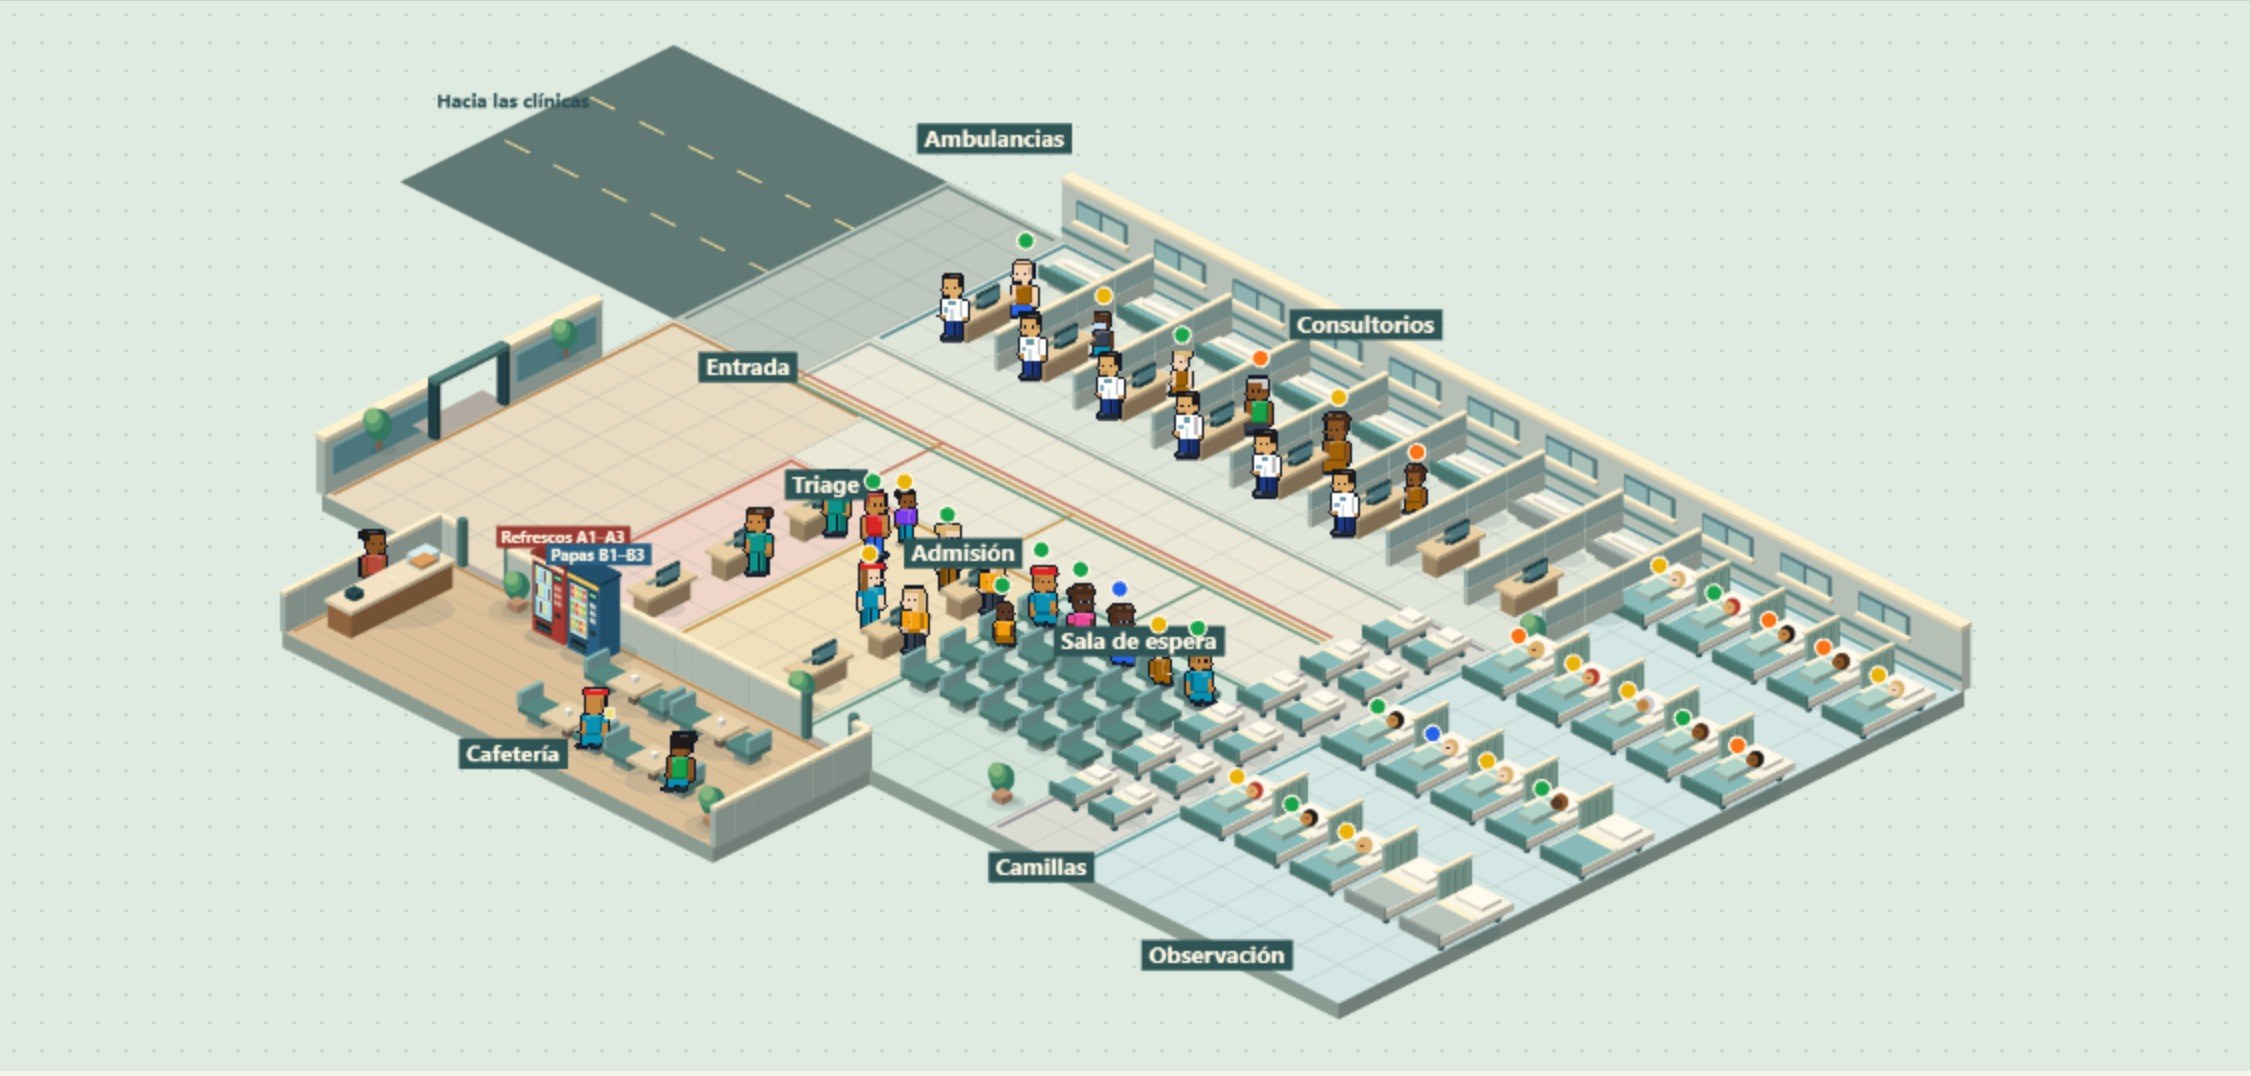 Hacia las clínicas
Ambulancias
Consultorios
Entrada
Triage
Refrescos A1–A3
Papas B1–B3
Admisión
Sala de espera
Cafetería
Camillas
Observación